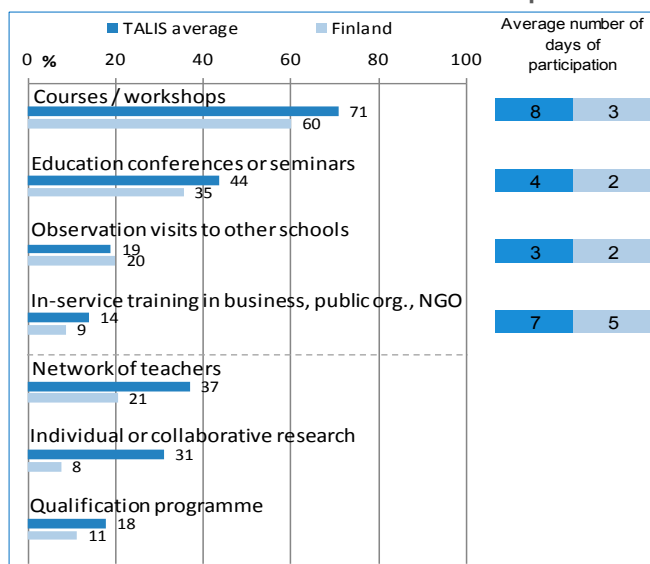 TALIS average Finland
Average number of
days of
participation
0 % 20 40 60 80 100
Courses / workshops
71
60
8 3
Education conferences or seminars
44
35
4 2
Observation visits to other schools
19
20
3 2
In-service training in business, public org., NGO
14
9
7 5
Network of teachers
37
21
Individual or collaborative research
31
8
Qualification programme
18
11